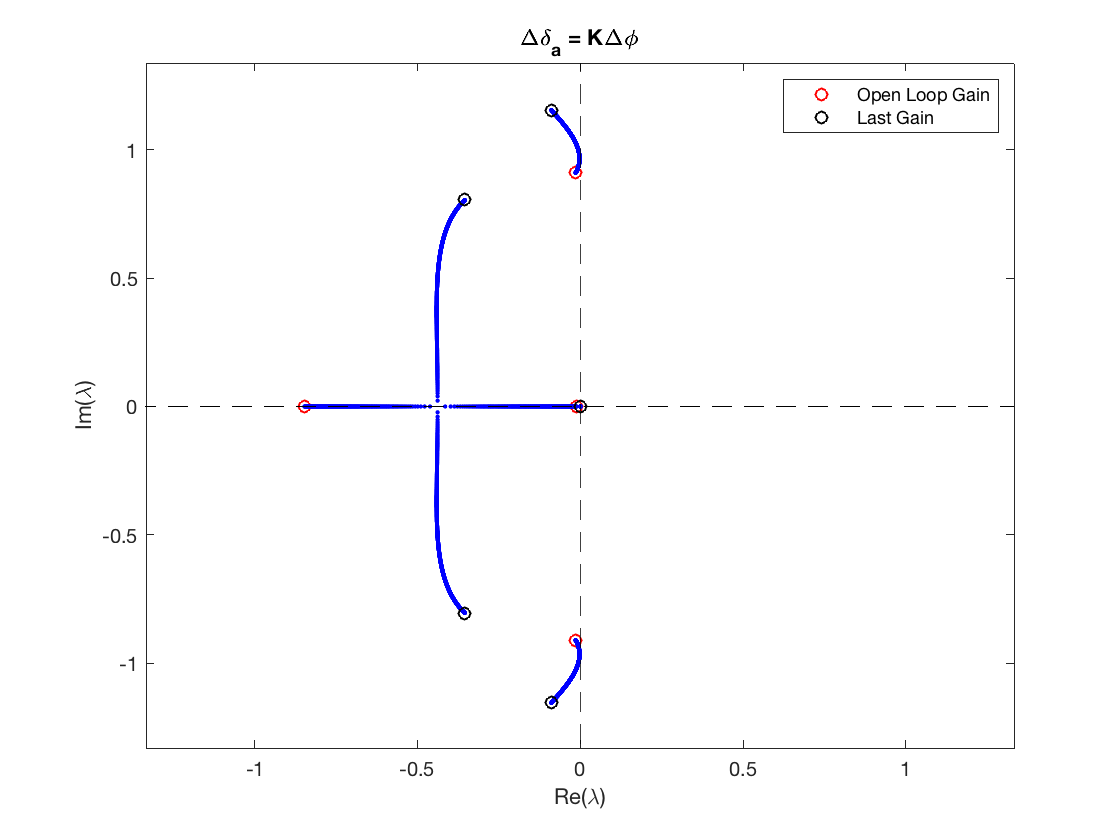 Δδa = KΔϕ
Open Loop Gain
Last Gain
1
0.5
0
-0.5
-1
Im(λ)
-1
-0.5
0
0.5
1
Re(λ)